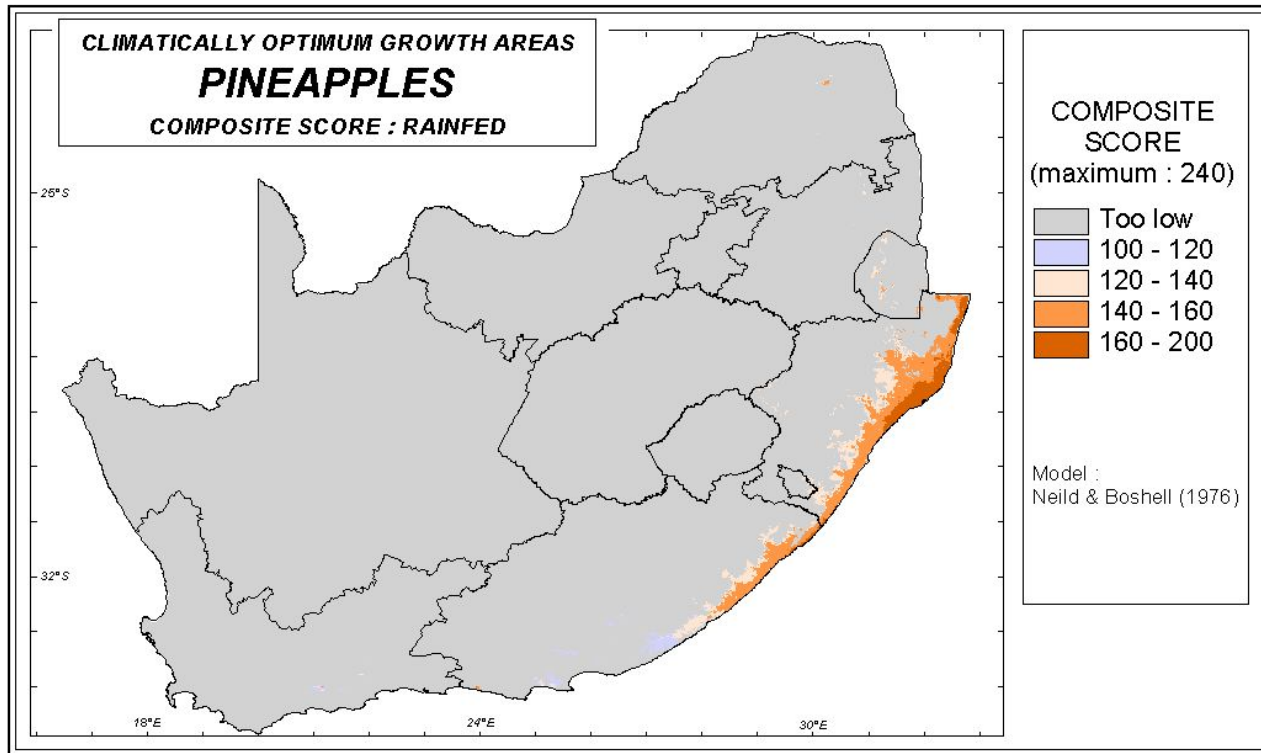 CLIMATICALLY OPTIMUM GROWTH AREAS
PINEAPPLES
COMPOSITE SCORE : RAINFED
COMPOSITE
SCORE
(maximum : 240)
Too low
100 - 120
120 - 140
140 - 160
160 - 200
Model :
Neild & Boshell (1976)
25°S
32°S
18°E
24°E
30°E